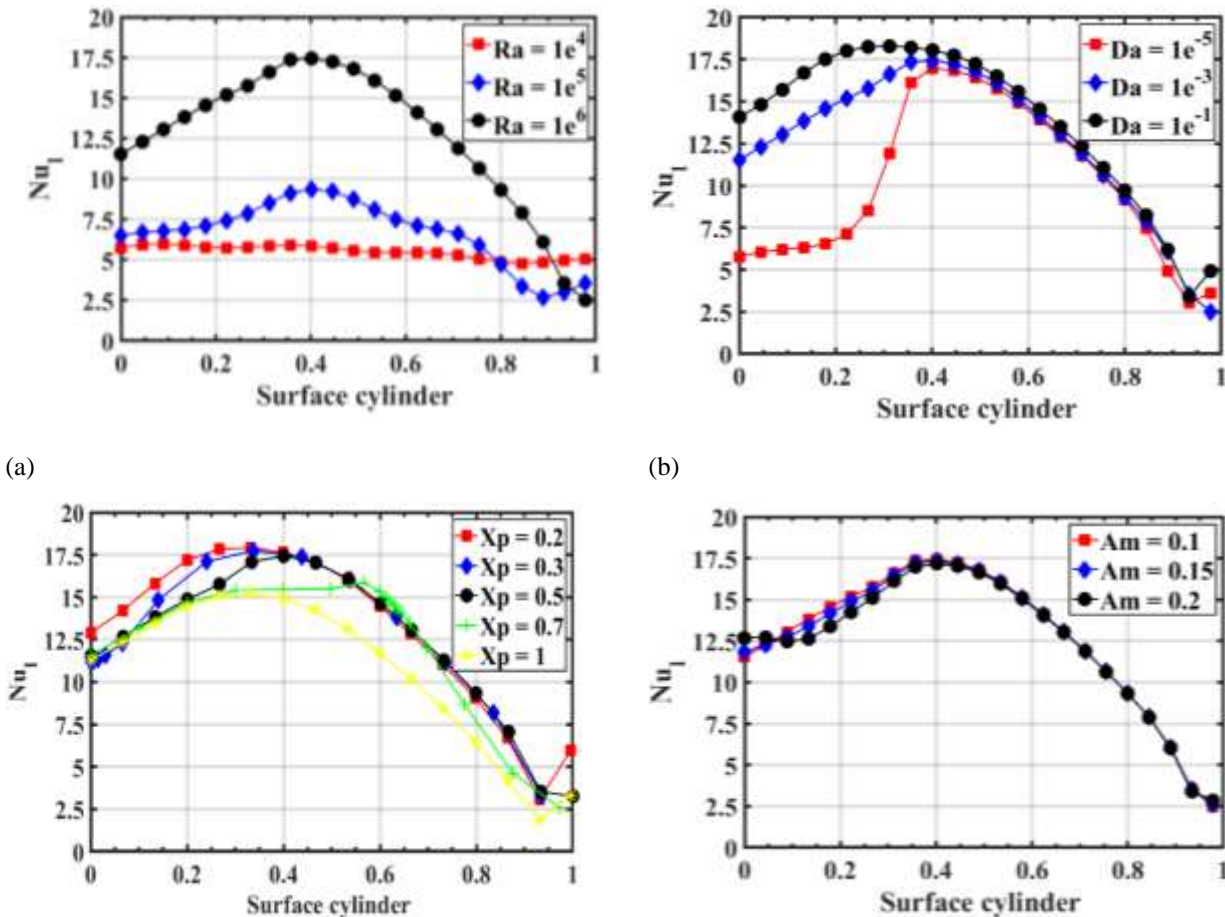 20
17.5
15
12.5
10
7.5
5
2.5
0
Nu_l
Ra = 1e^4
Ra = 1e^5
Ra = 1e^6
0 0.2 0.4 0.6 0.8 1
Surface cylinder
20
17.5
15
12.5
10
7.5
5
2.5
0
Nu_l
Da = 1e^-5
Da = 1e^-3
Da = 1e^-1
0 0.2 0.4 0.6 0.8 1
Surface cylinder
(a) (b)
20
17.5
15
12.5
10
7.5
5
2.5
0
Nu_l
Xp = 0.2
Xp = 0.3
Xp = 0.5
Xp = 0.7
Xp = 1
0 0.2 0.4 0.6 0.8 1
Surface cylinder
20
17.5
15
12.5
10
7.5
5
2.5
0
Nu_l
Am = 0.1
Am = 0.15
Am = 0.2
0 0.2 0.4 0.6 0.8 1
Surface cylinder